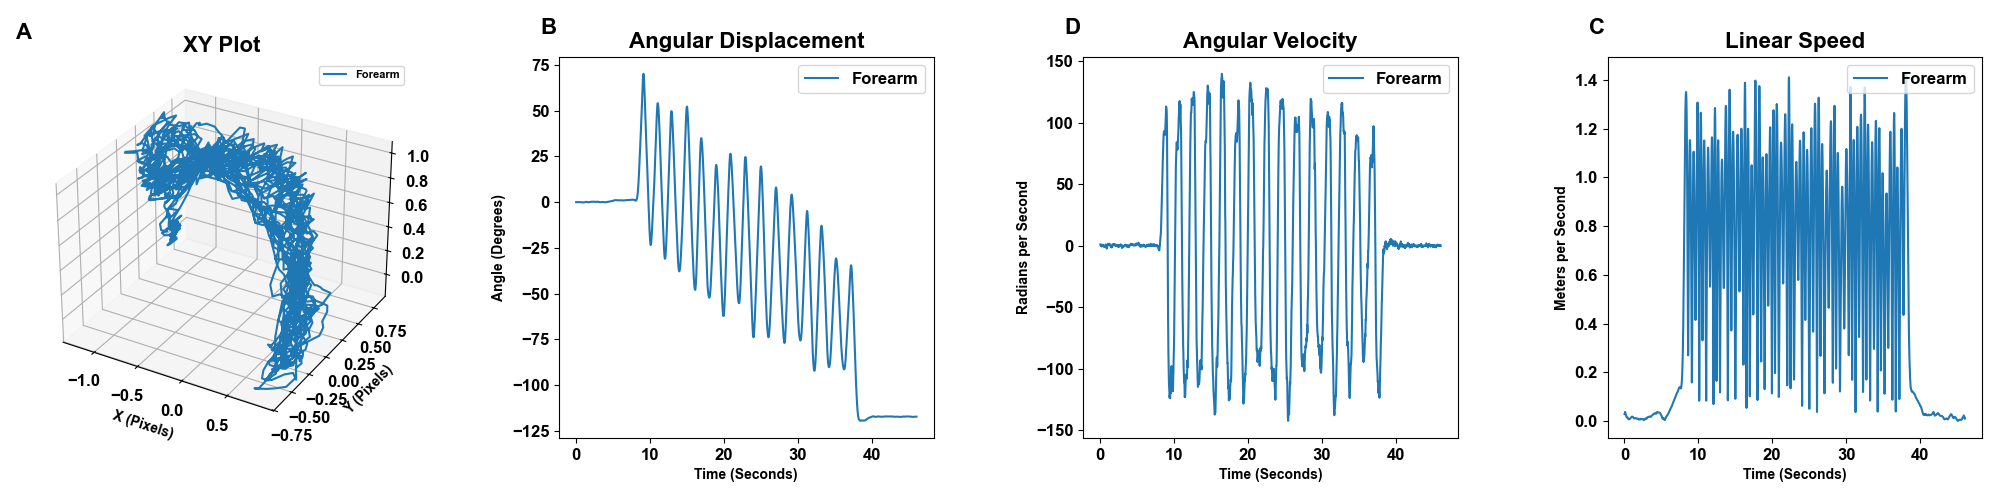 A
XY Plot
Forearm
1.0
0.8
0.6
0.4
0.2
0.0
0.75
0.50
0.25
0.00
−0.25
−0.50
−0.75
Y (Pixels)
−1.0
−0.5
0.0
0.5
X (Pixels)
B
Angular Displacement
Forearm
75
50
25
0
−25
−50
−75
−100
−125
Angle (Degrees)
0 10 20 30 40
Time (Seconds)
D
Angular Velocity
Forearm
150
100
50
0
−50
−100
−150
Radians per Second
0 10 20 30 40
Time (Seconds)
C
Linear Speed
Forearm
1.4
1.2
1.0
0.8
0.6
0.4
0.2
0.0
Meters per Second
0 10 20 30 40
Time (Seconds)